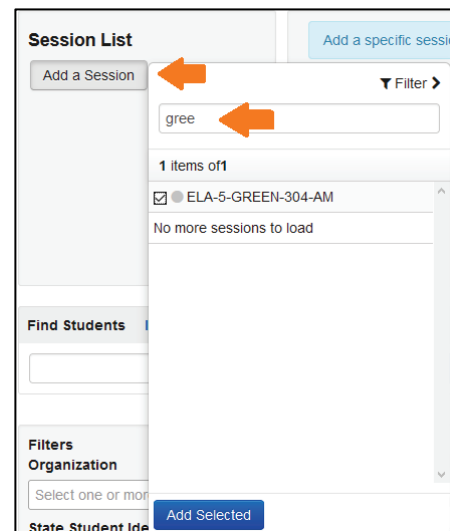 Session List
Add a specific sessi
Add a Session
Filter
gree
1 items of1
ELA-5-GREEN-304-AM
No more sessions to load
Find Students
Filters
Organization
Select one or mor
State Student Ide
Add Selected